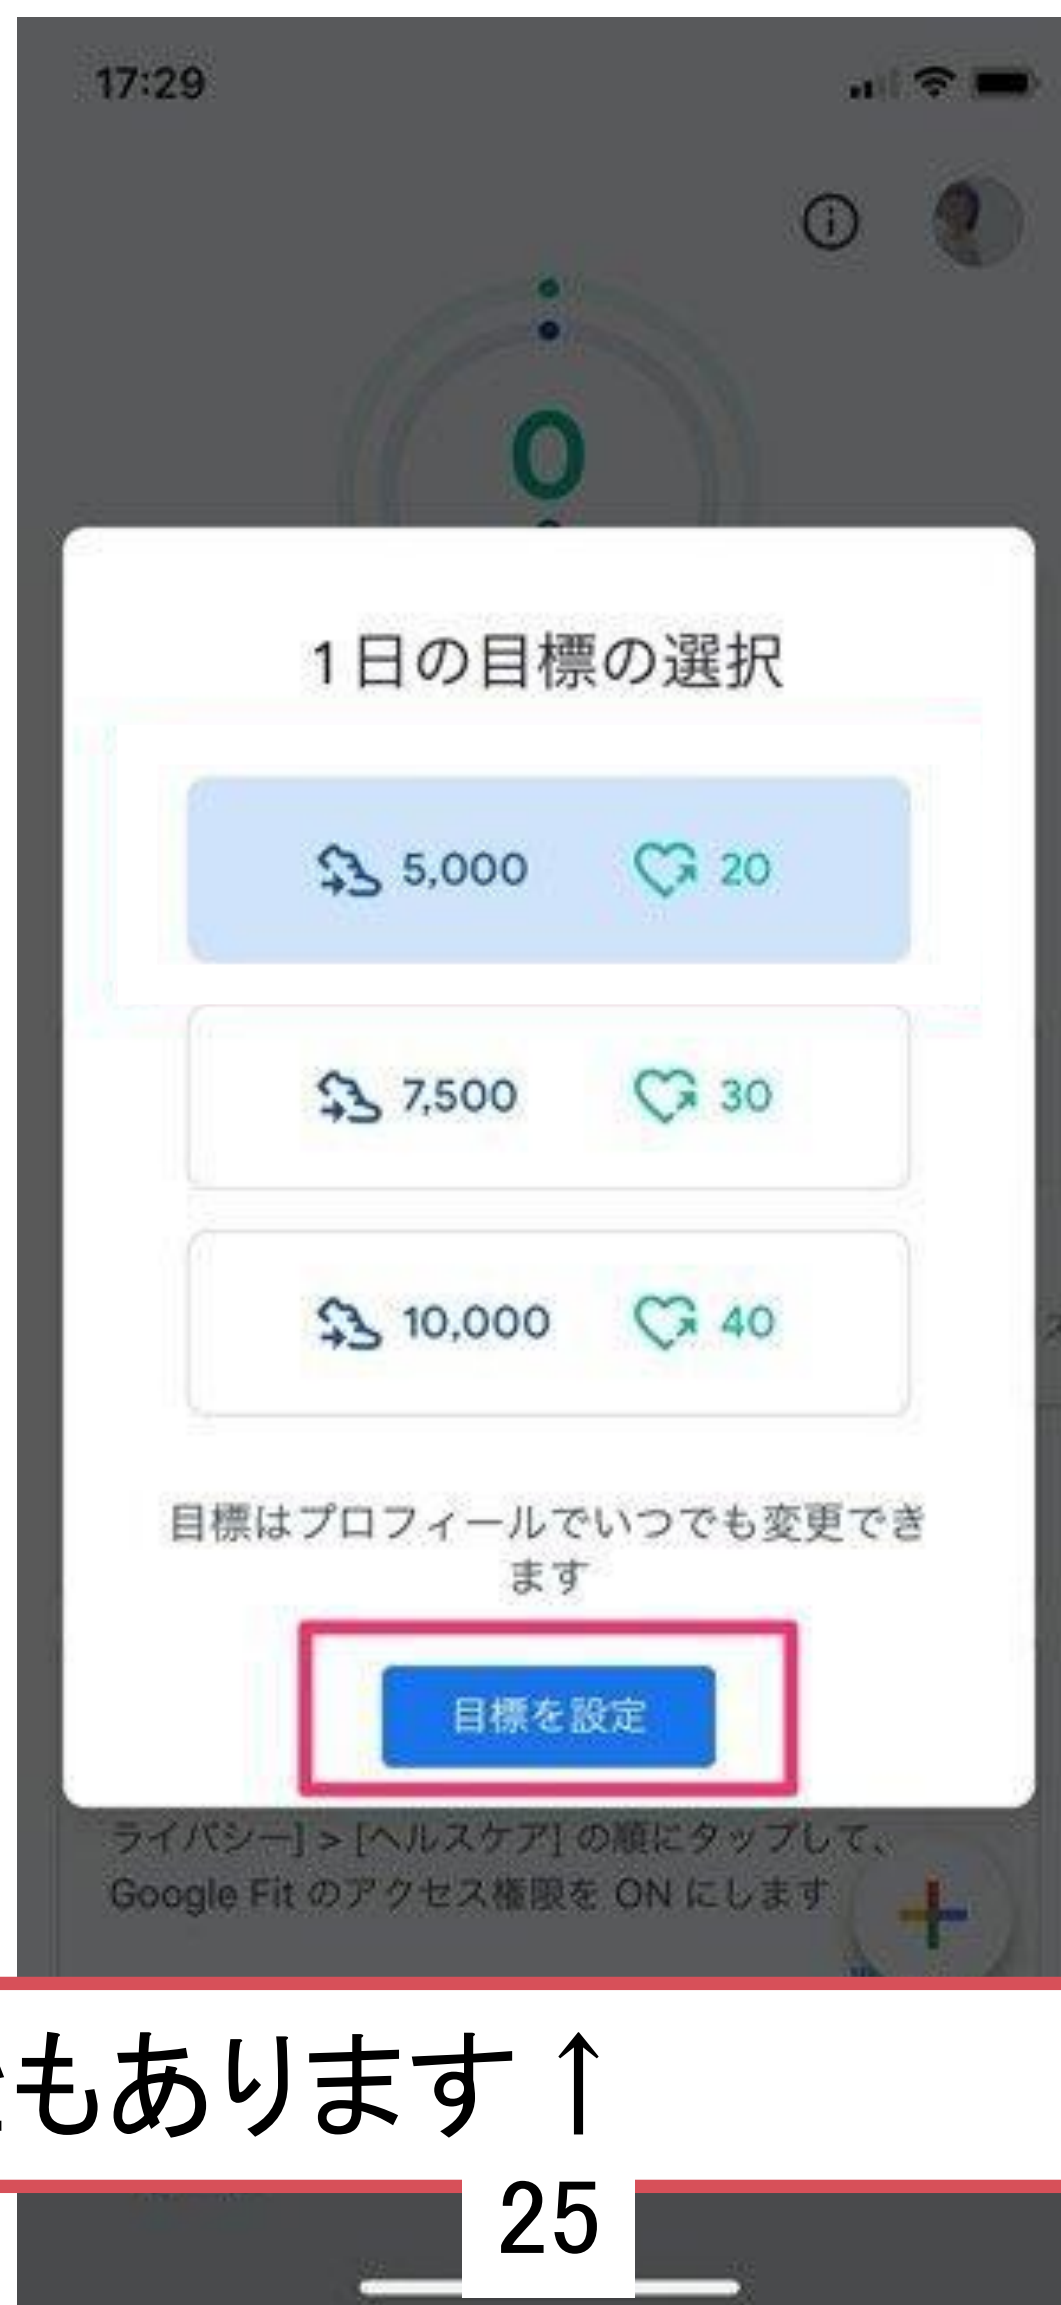 17:29
0
1日の目標の選択
5,000 20
7,500 30
10,000 40
目標はプロフィールでいつでも変更でき
ます
目標を設定
ライバシー] > [ヘルスケア] の順にタップして、
Google Fit のアクセス権限を ON にします
もあります↑
25